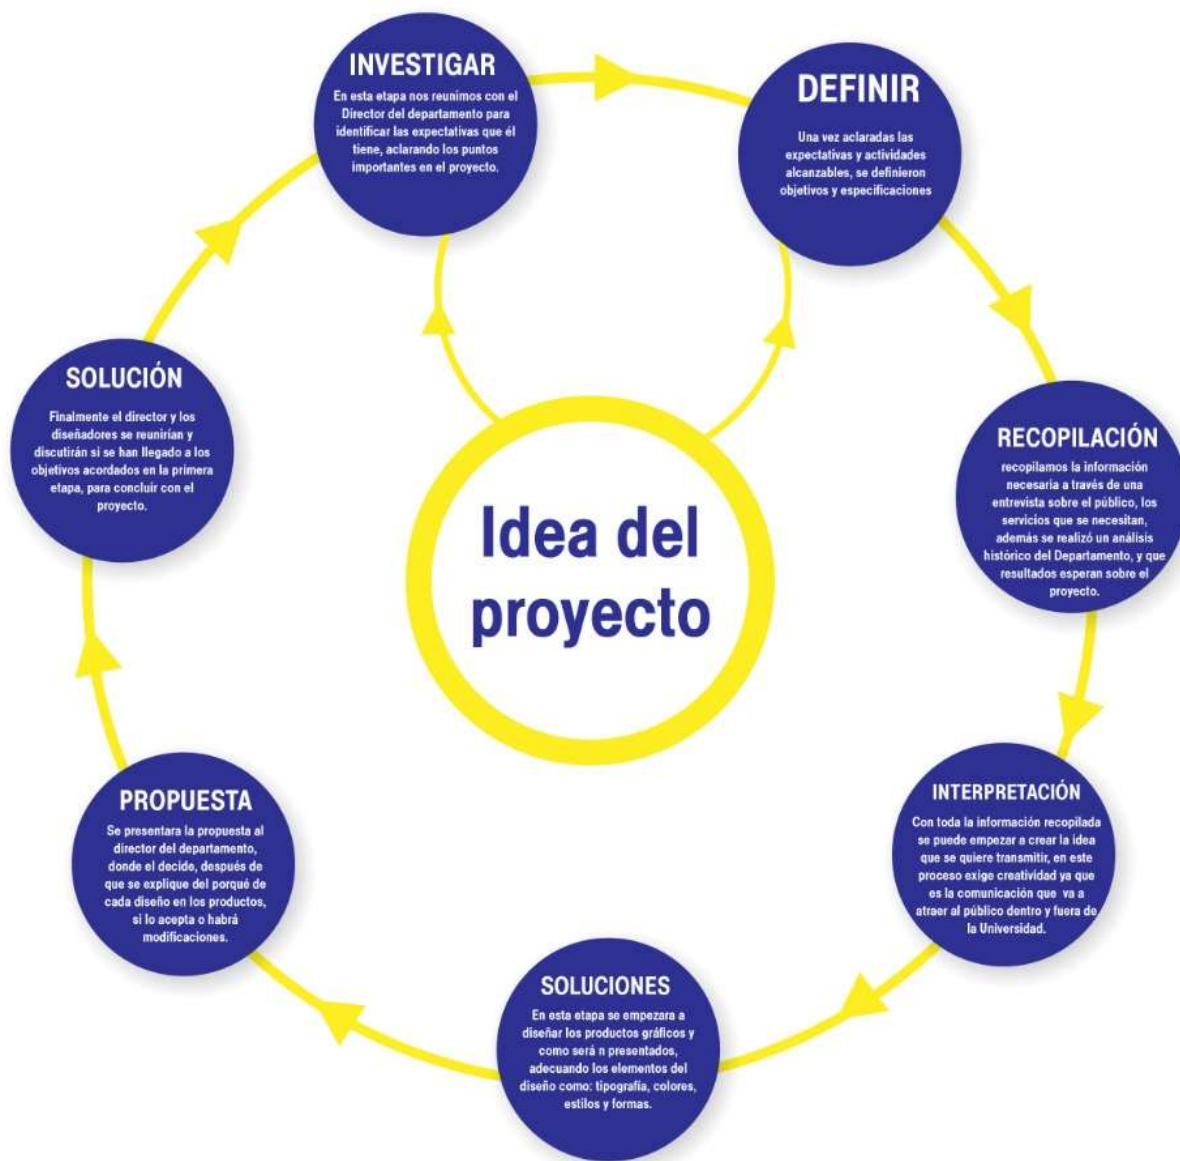 INVESTIGAR
En esta etapa nos reunimos con el
Director del departamento para
identificar las expectativas que él
tiene, aclarando los puntos
importantes en el proyecto.
DEFINIR
Una vez aclaradas las
expectativas y actividades
alcanzables, se definieron
objetivos y especificaciones
RECOPILACIÓN
recopilamos la información
necesaria a través de una
entrevista sobre el público, los
servicios que se necesitan,
además se realizó un análisis
histórico del Departamento, y que
resultados esperan sobre el
proyecto.
INTERPRETACIÓN
Con toda la información recopilada
se puede empezar a crear la idea
que se quiere transmitir, en este
proceso exige creatividad ya que
es la comunicación que va a
atraer al público dentro y fuera de
la Universidad.
SOLUCIONES
En esta etapa se empezara a
diseñar los productos gráficos y
como será n presentados,
adecuando los elementos del
diseño como: tipografía, colores,
estilos y formas.
PROPUESTA
Se presentara la propuesta al
director del departamento,
donde el decide, después de
que se explique del porqué de
cada diseño en los productos,
si lo acepta o habrá
modificaciones.
SOLUCIÓN
Finalmente el director y los
diseñadores se reunirían y
discutirán si se han llegado a los
objetivos acordados en la primera
etapa, para concluir con el
proyecto.
Idea del
proyecto